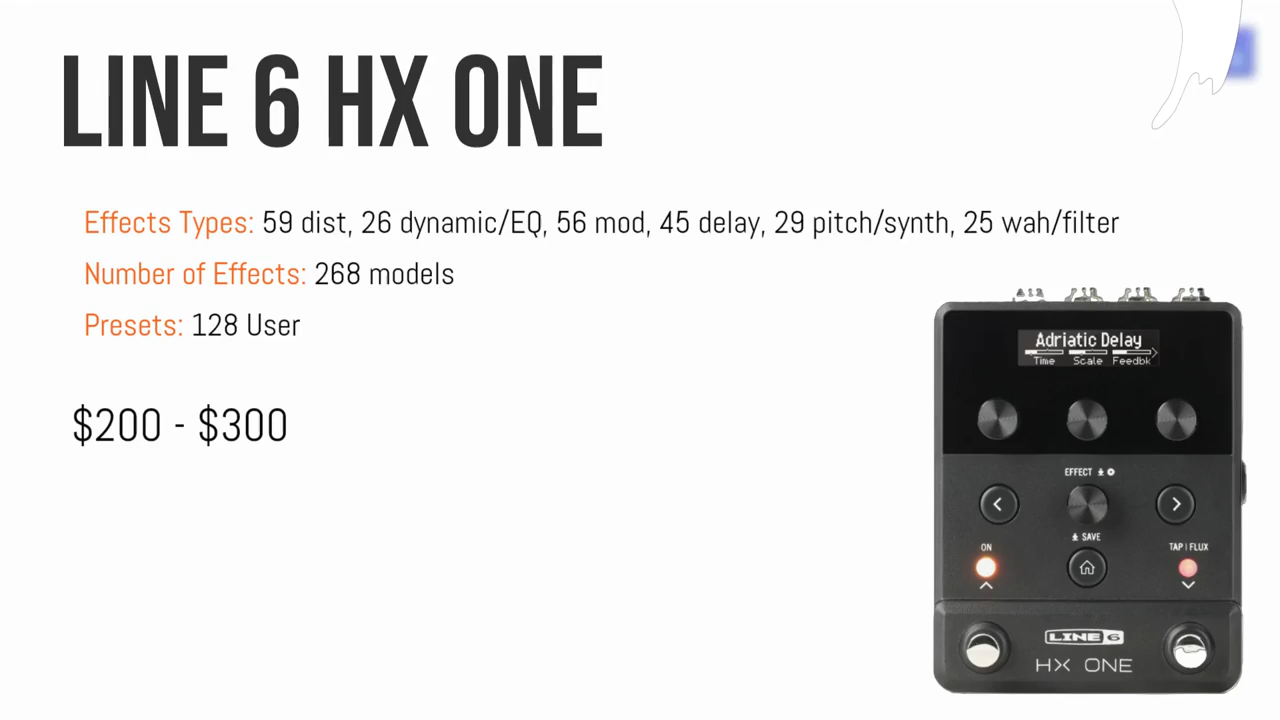 LINE 6 HX ONE
Effects Types: 59 dist, 26 dynamic/EQ, 56 mod, 45 delay, 29 pitch/synth, 25 wah/filter
Number of Effects: 268 models
Presets: 128 User
$200 - $300
Adriatic Delay
Time Scale Feedbk
EFFECT
SAVE
ON
TAP | FLUX
LINE 6
HX ONE